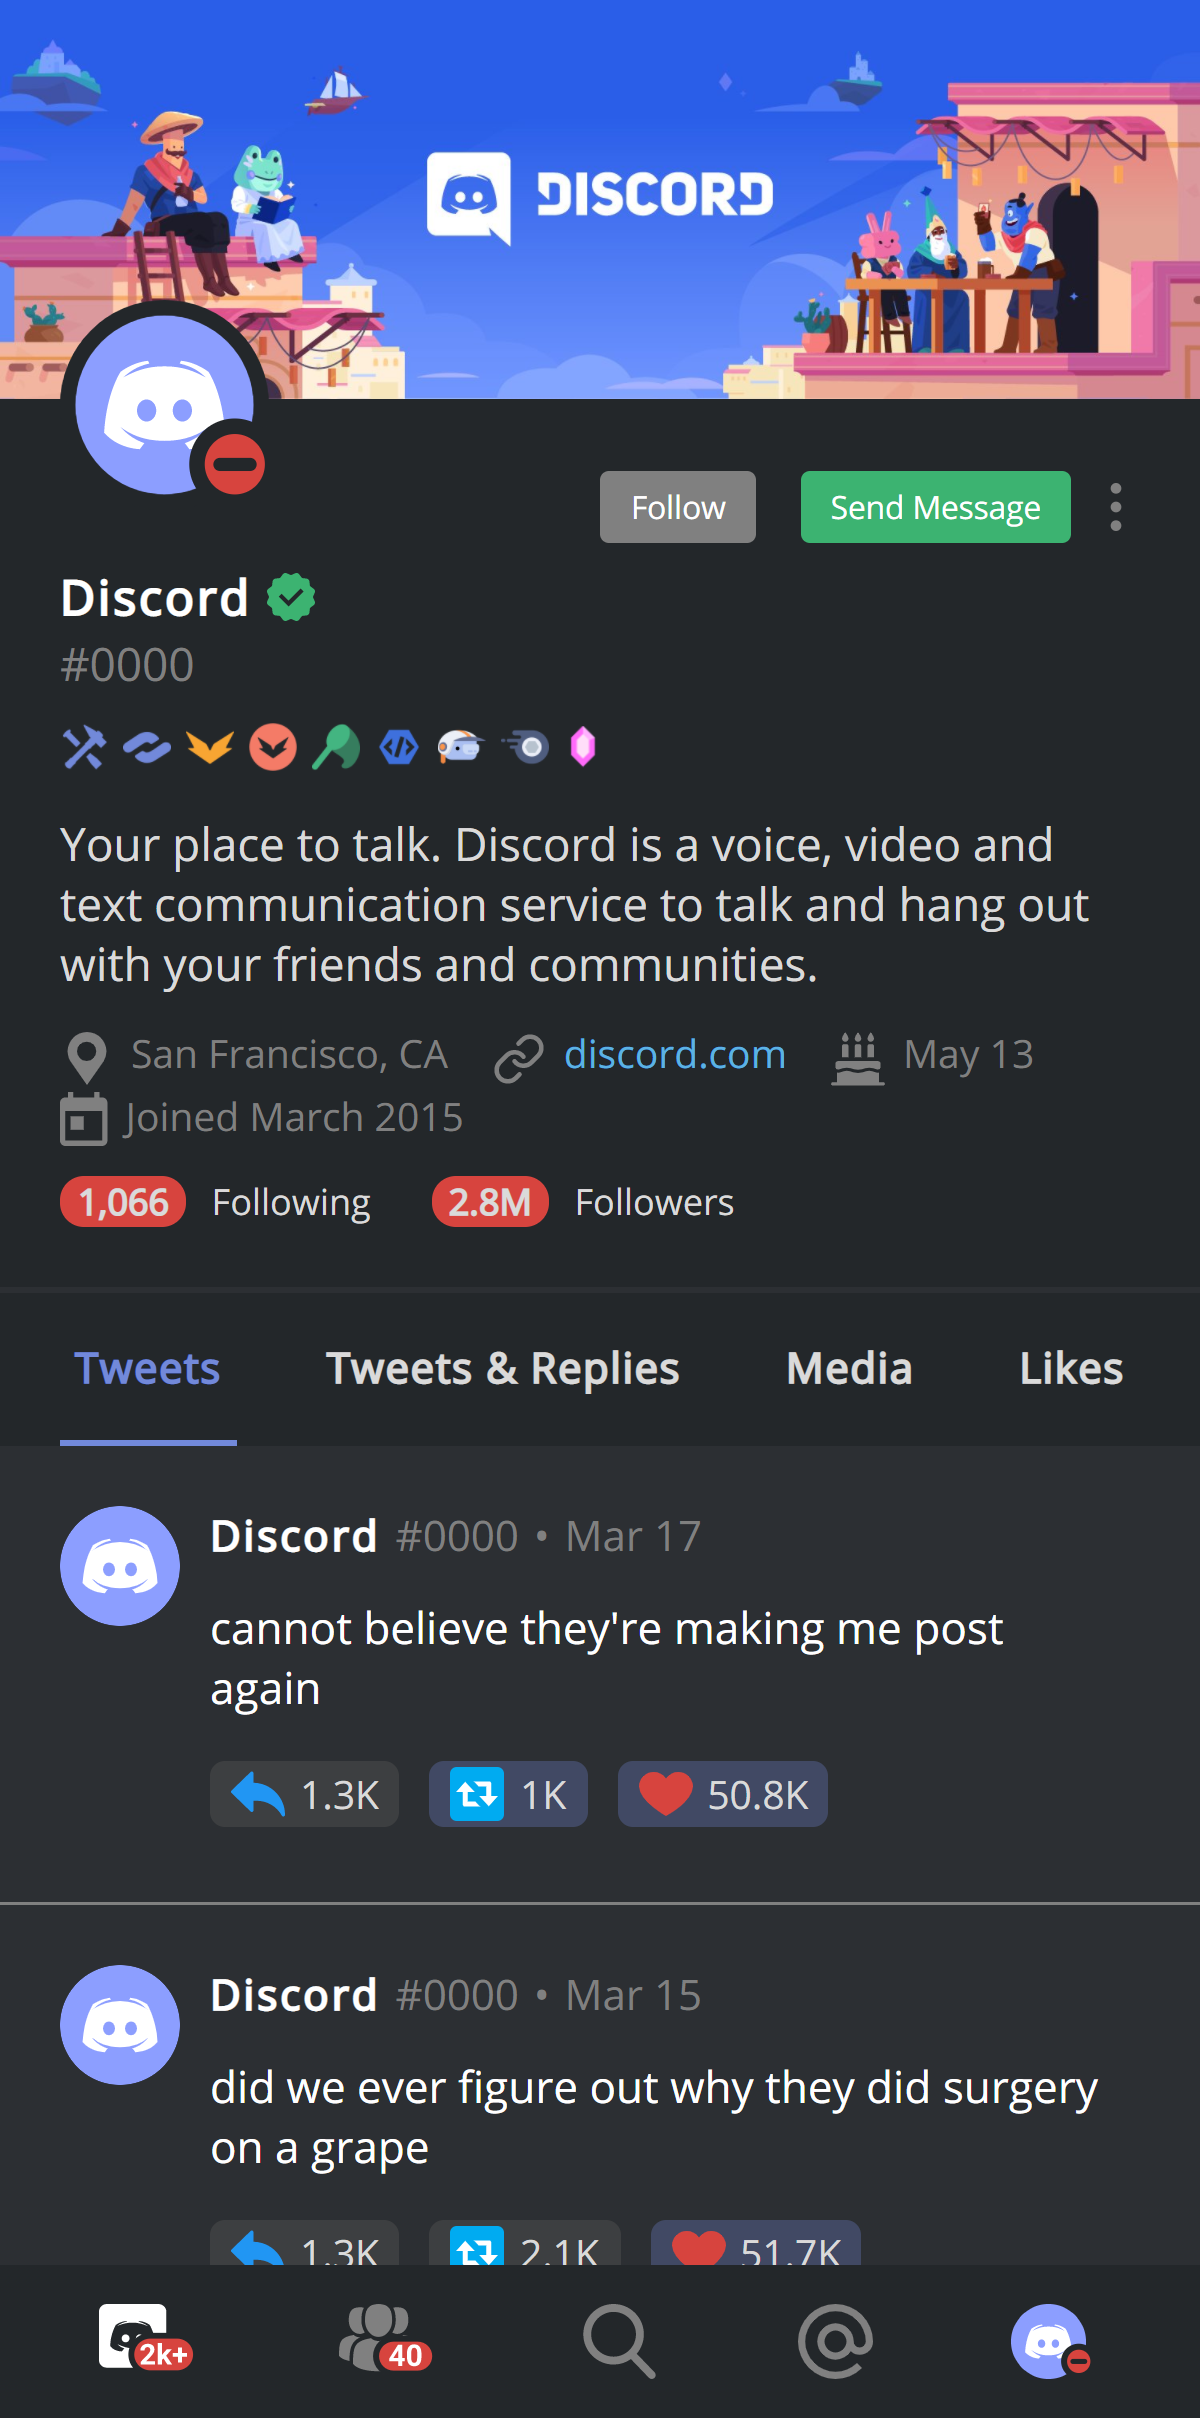 DISCORD
Follow
Send Message
Discord
#0000
Your place to talk. Discord is a voice, video and
text communication service to talk and hang out
with your friends and communities.
San Francisco, CA
discord.com
May 13
Joined March 2015
1,066 Following
2.8M Followers
Tweets
Tweets & Replies
Media
Likes
Discord #0000 • Mar 17
cannot believe they're making me post
again
1.3K
1K
50.8K
Discord #0000 • Mar 15
did we ever figure out why they did surgery
on a grape
1.3K
2.1K
51.7K
2k+
40